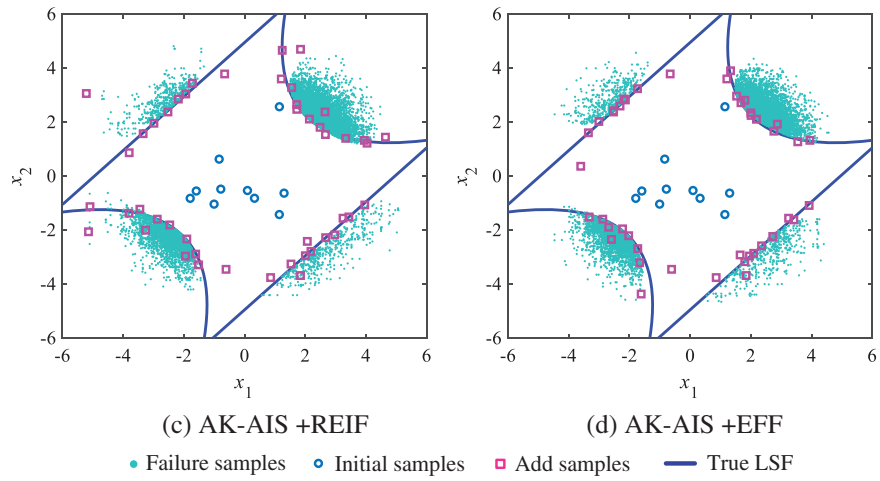 6
4
2
0
-2
-4
-6
x2
-6 -4 -2 0 2 4 6
x1
(c) AK-AIS +REIF
6
4
2
0
-2
-4
-6
x2
-6 -4 -2 0 2 4 6
x1
(d) AK-AIS +EFF
Failure samples Initial samples Add samples True LSF